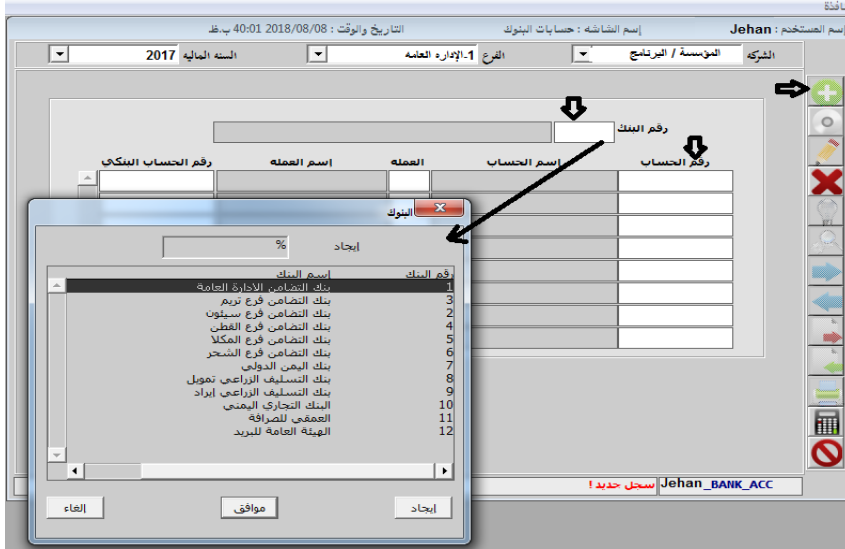 نافذة
إسم المستخدم : Jehan إسم الشاشه : حسابات البنوك التاريخ والوقت : 2018/08/08 40:01 ب.ظ
الشركه المؤسسة / البرنامج الفرع 1.الإداره العامه السنه الماليه 2017
رقم البنك
رقم الحساب إسم الحساب العمله إسم العمله رقم الحساب البنكي
البنوك
إيجاد %
رقم البنك إسم البنك
1 بنك التضامن الادارة العامة
3 بنك التضامن فرع تريم
2 بنك التضامن فرع سيئون
4 بنك التضامن فرع القطن
5 بنك التضامن فرع المكلا
6 بنك التضامن فرع الشحر
7 بنك اليمن الدولي
8 بنك التسليف الزراعي تمويل
9 بنك التسليف الزراعي إيراد
10 البنك التجاري اليمني
11 العمقي للصرافة
12 الهيئة العامة للبريد
إيجاد موافق إلغاء
Jehan_BANK_ACC سجل جديد !